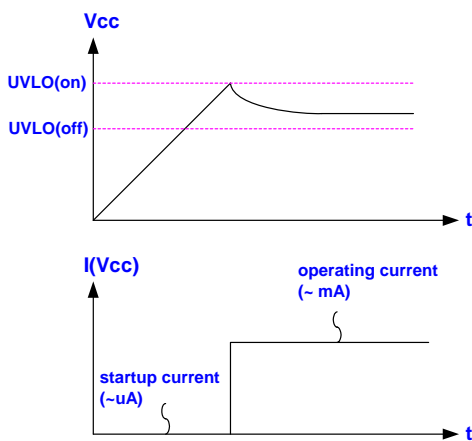 Vcc
UVLO(on)
UVLO(off)
t
I(Vcc)
operating current
(~ mA)
startup current
(~uA)
t